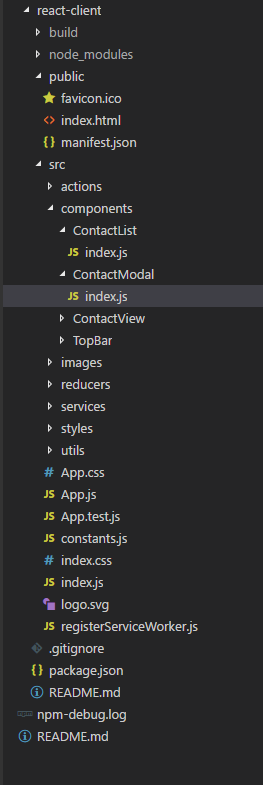 react-client
build
node_modules
public
favicon.ico
index.html
manifest.json
src
actions
components
ContactList
JS index.js
ContactModal
JS index.js
ContactView
TopBar
images
reducers
services
styles
utils
# App.css
JS App.js
JS App.test.js
JS constants.js
# index.css
JS index.js
logo.svg
JS registerServiceWorker.js
.gitignore
{} package.json
README.md
npm-debug.log
README.md